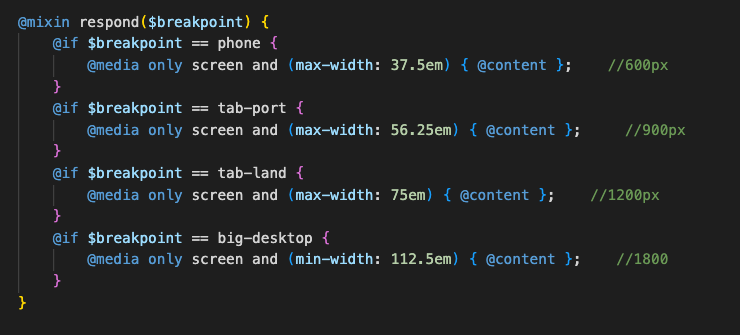 @mixin respond($breakpoint) {
    @if $breakpoint == phone {
        @media only screen and (max-width: 37.5em) { @content };    //600px
    }
    @if $breakpoint == tab-port {
        @media only screen and (max-width: 56.25em) { @content };     //900px
    }
    @if $breakpoint == tab-land {
        @media only screen and (max-width: 75em) { @content };    //1200px
    }
    @if $breakpoint == big-desktop {
        @media only screen and (min-width: 112.5em) { @content };    //1800
    }
}